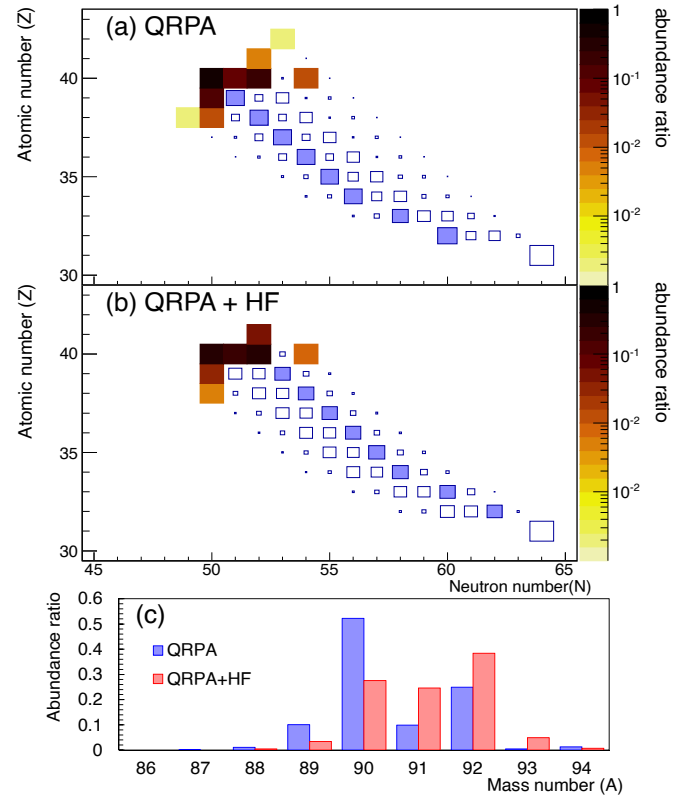 (a) QRPA
Atomic number (Z)
40
35
30
1
10-1
10-2
10-2
abundance ratio
(b) QRPA + HF
Atomic number (Z)
40
35
30
1
10-1
10-2
10-2
abundance ratio
45 50 55 60 65
Neutron number(N)
(c)
Abundance ratio
0.6
0.5
0.4
0.3
0.2
0.1
0
QRPA
QRPA+HF
86 87 88 89 90 91 92 93 94
Mass number (A)